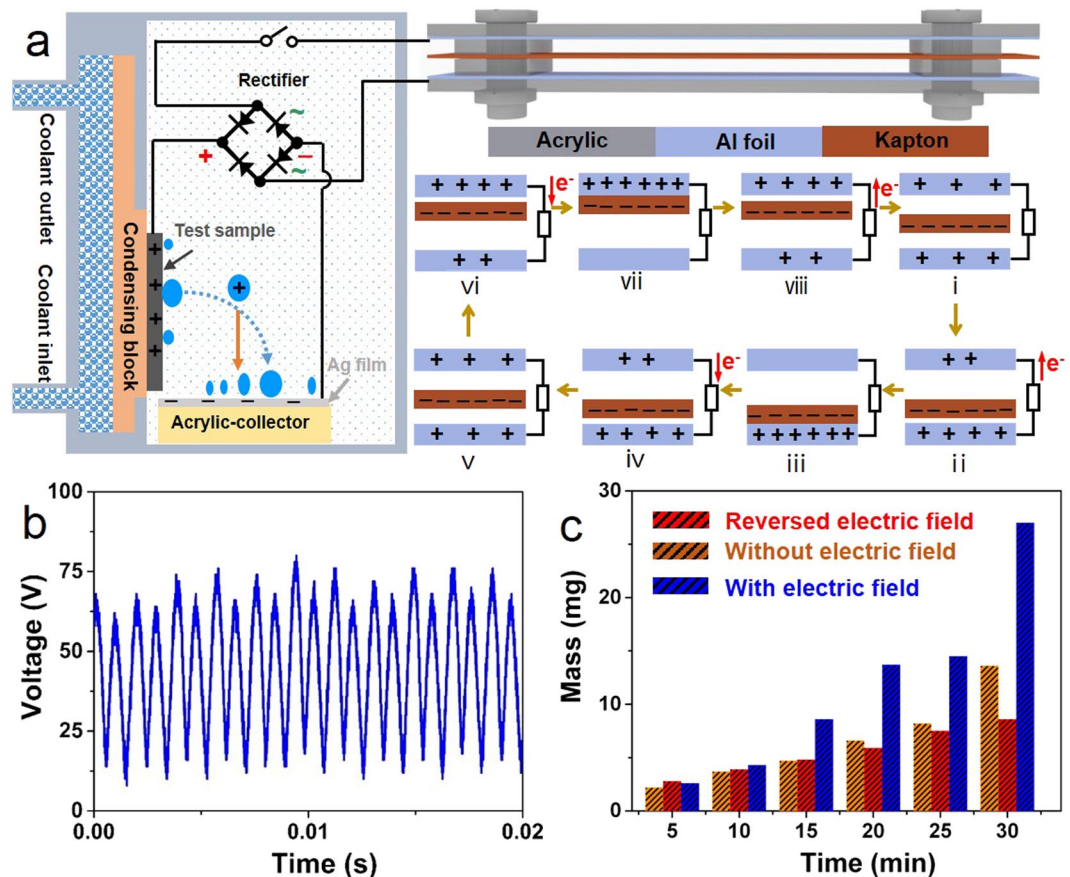 a
Coolant outlet
Coolant inlet
Condensing block
Rectifier
~
+
−
~
Test sample
+
+
+
+
+
Ag film
− − − −
Acrylic-collector
Acrylic
Al foil
Kapton
+ + + +
− − − − − −
+ +
e-
vi
+ + + + + +
− − − − − −
vii
+ + + +
− − − − − −
+ +
e-
viii
+ + +
− − − − − −
+ + +
i
+ + +
− − − − − −
+ + +
v
+ +
− − − − − −
+ + + +
e-
iv
− − − − − −
+ + + + + +
iii
+ +
− − − − − −
+ + + +
e-
ii
b
Voltage (V)
100
75
50
25
0
0.00
0.01
0.02
Time (s)
c
Mass (mg)
30
20
10
0
Reversed electric field
Without electric field
With electric field
5
10
15
20
25
30
Time (min)